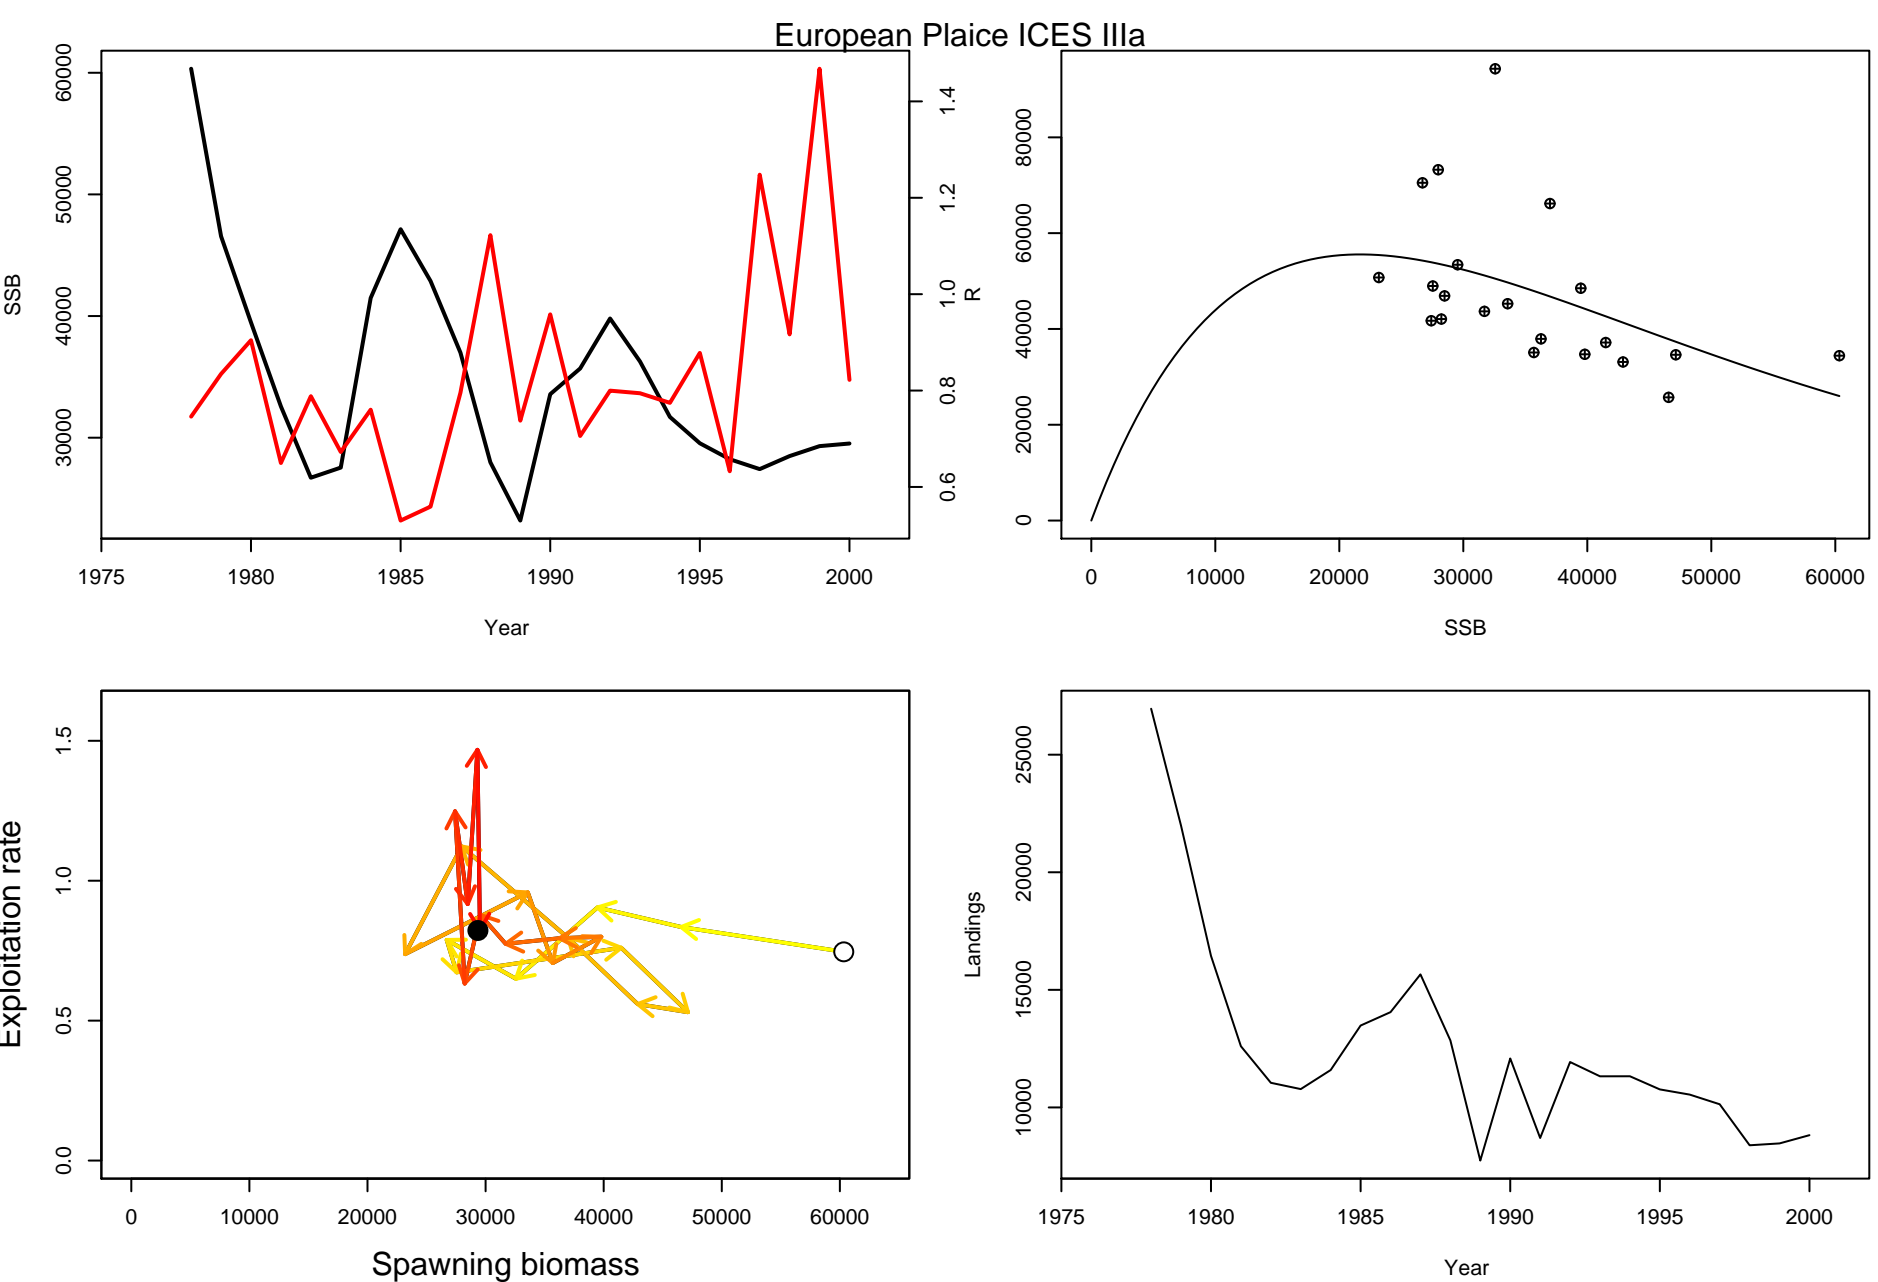 European Plaice ICES IIIa
SSB
30000 40000 50000 60000
0.6 0.8 1.0 1.2 1.4
R
1975 1980 1985 1990 1995 2000
Year
0 20000 40000 60000 80000
0 10000 20000 30000 40000 50000 60000
SSB
Exploitation rate
0.0 0.5 1.0 1.5
0 10000 20000 30000 40000 50000 60000
Spawning biomass
Landings
10000 15000 20000 25000
1975 1980 1985 1990 1995 2000
Year